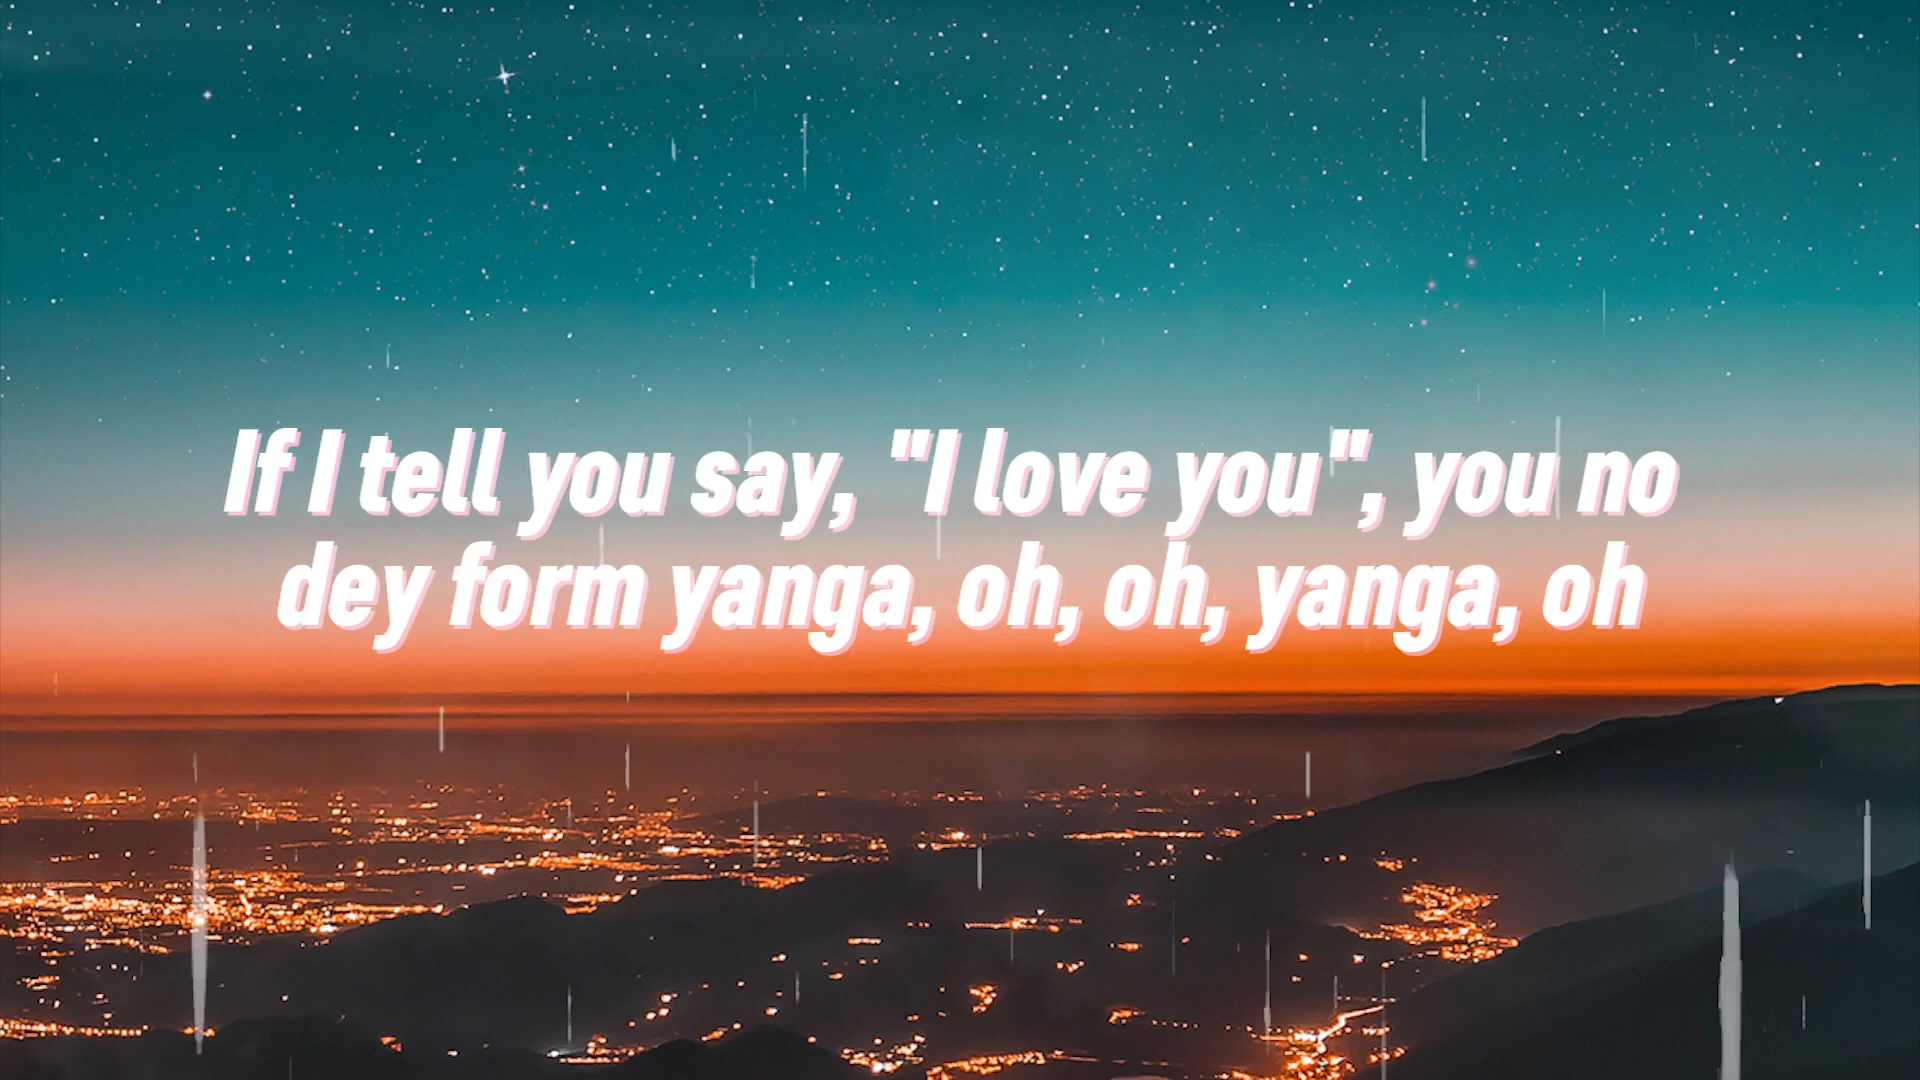 If I tell you say, "I love you", you no
dey form yanga, oh, oh, yanga, oh